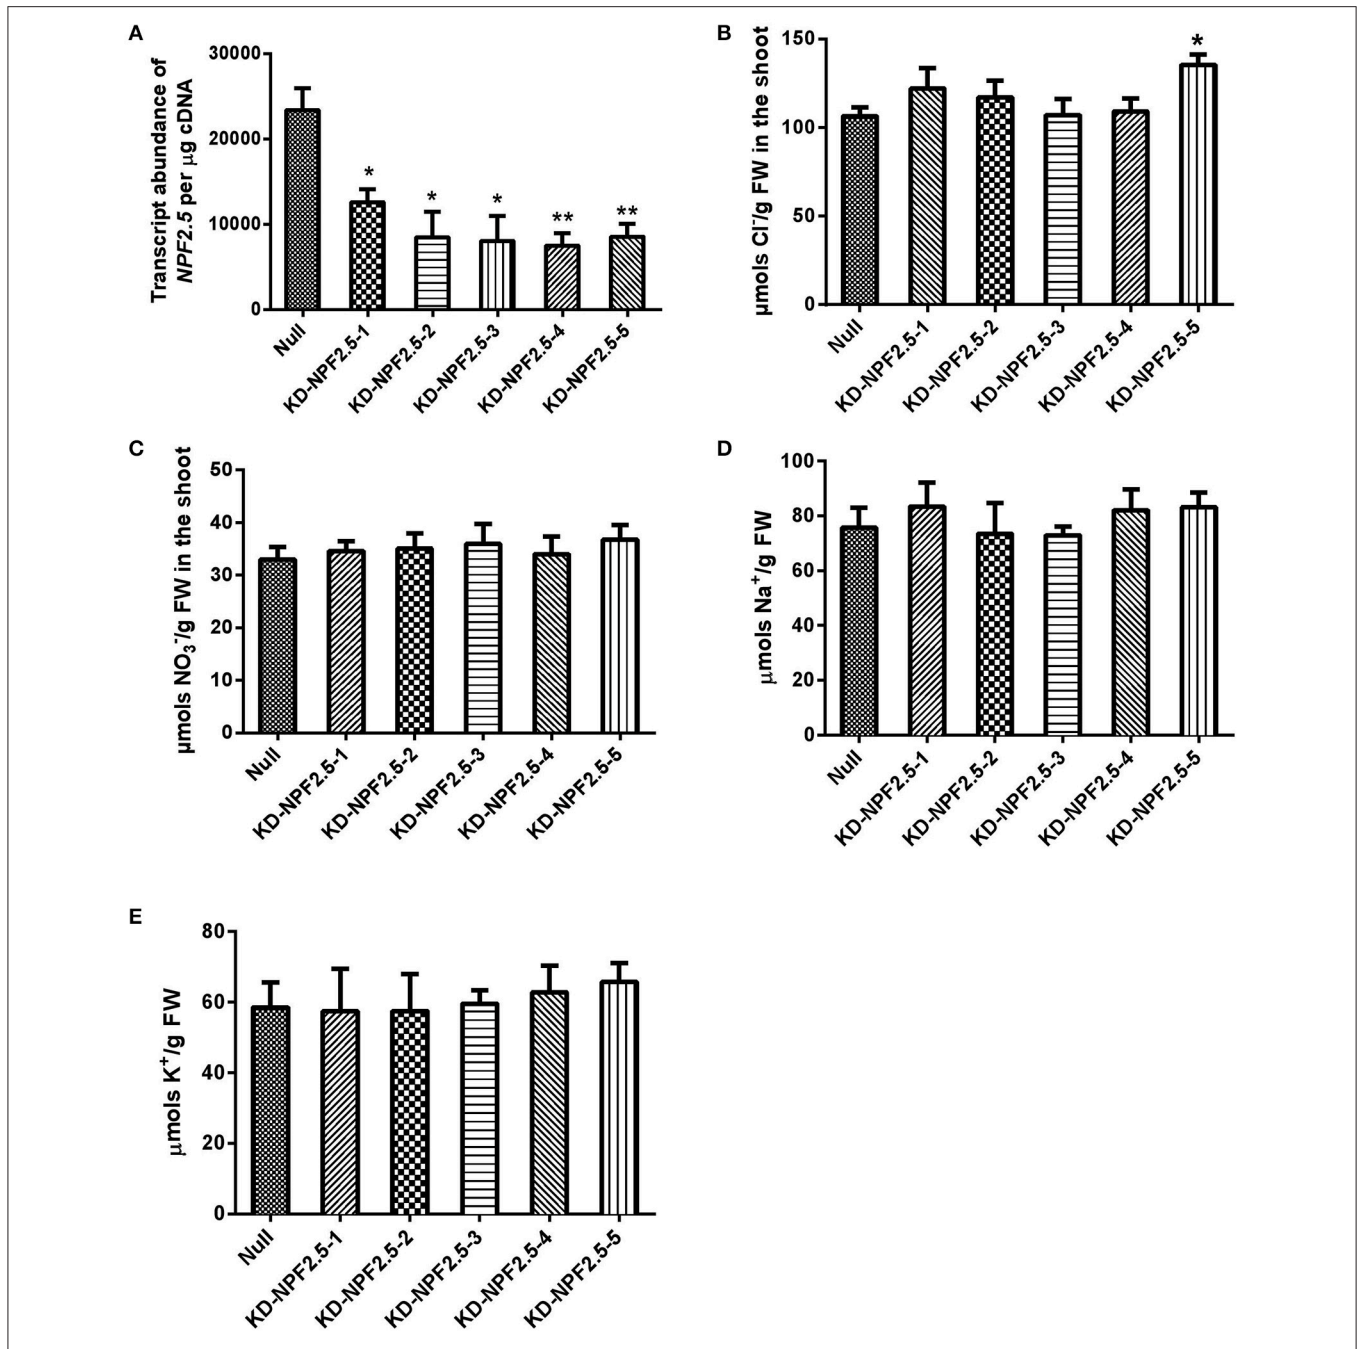 A
Transcript abundance of
NPF2.5 per μg cDNA
30000
20000
10000
0
*
*
*
**
**
Null
KD-NPF2.5-1
KD-NPF2.5-2
KD-NPF2.5-3
KD-NPF2.5-4
KD-NPF2.5-5
B
μmols Cl⁻/g FW in the shoot
150
100
50
0
*
Null
KD-NPF2.5-1
KD-NPF2.5-2
KD-NPF2.5-3
KD-NPF2.5-4
KD-NPF2.5-5
C
μmols NO₃⁻/g FW in the shoot
50
40
30
20
10
0
Null
KD-NPF2.5-1
KD-NPF2.5-2
KD-NPF2.5-3
KD-NPF2.5-4
KD-NPF2.5-5
D
μmols Na⁺/g FW
100
80
60
40
20
0
Null
KD-NPF2.5-1
KD-NPF2.5-2
KD-NPF2.5-3
KD-NPF2.5-4
KD-NPF2.5-5
E
μmols K⁺/g FW
80
60
40
20
0
Null
KD-NPF2.5-1
KD-NPF2.5-2
KD-NPF2.5-3
KD-NPF2.5-4
KD-NPF2.5-5